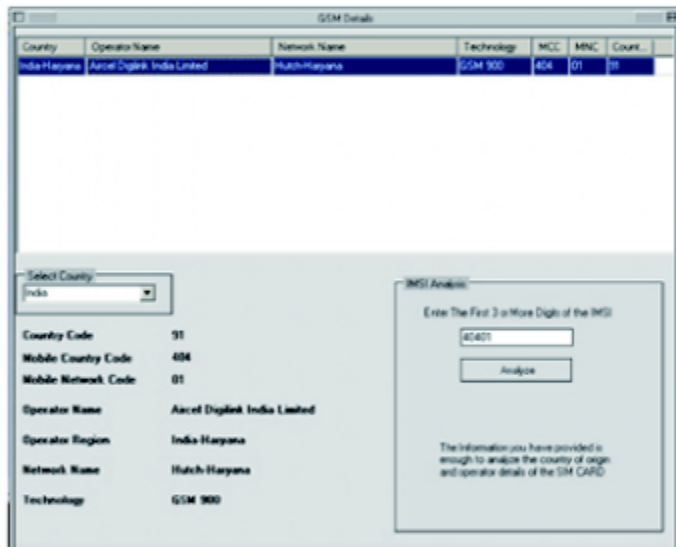 GSM Details
Country Operator Name Network Name Technology MCC MNC Count...
India-Haryana Aircel Digilink India Limited Hutch-Haryana GSM 900 404 01 91
Select Country
India
Country Code 91
Mobile Country Code 404
Mobile Network Code 01
Operator Name Aircel Digilink India Limited
Operator Region India-Haryana
Network Name Hutch-Haryana
Technology GSM 900
IMSI Analysis
Enter The First 3 or More Digits of the IMSI
40401
Analyze
The Information you have provided is
enough to analyze the country of origin
and operator details of the SIM CARD